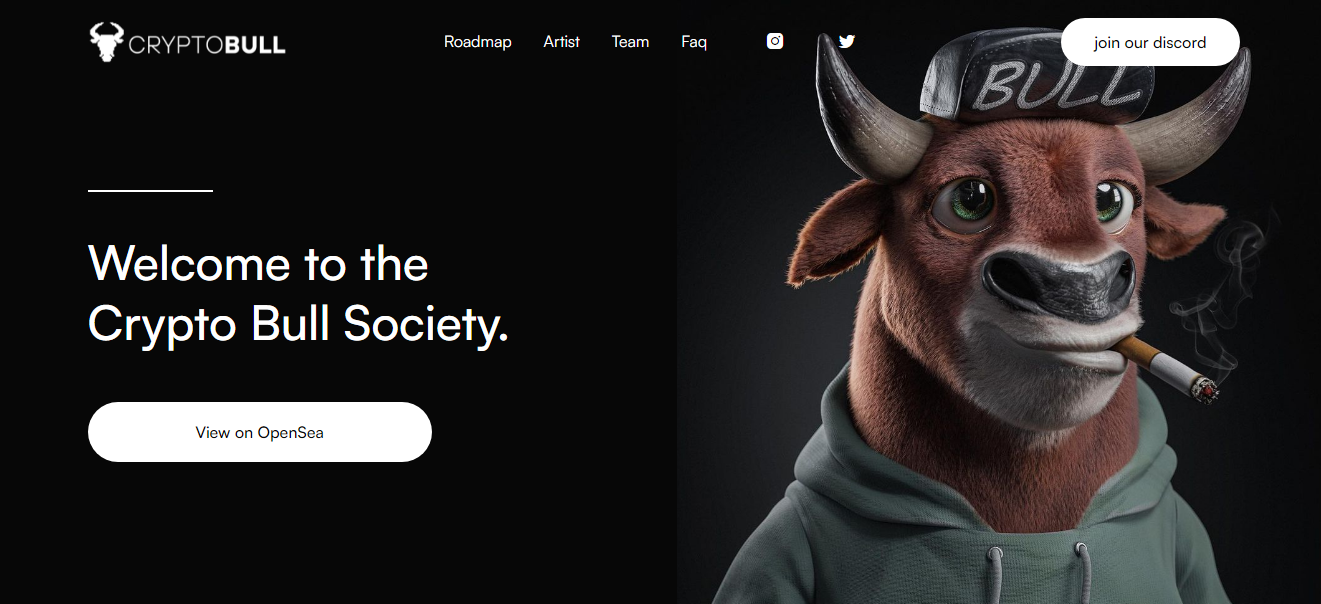 CRYPTOBULL
Roadmap
Artist
Team
Faq
join our discord
BULL
Welcome to the
Crypto Bull Society.
View on OpenSea